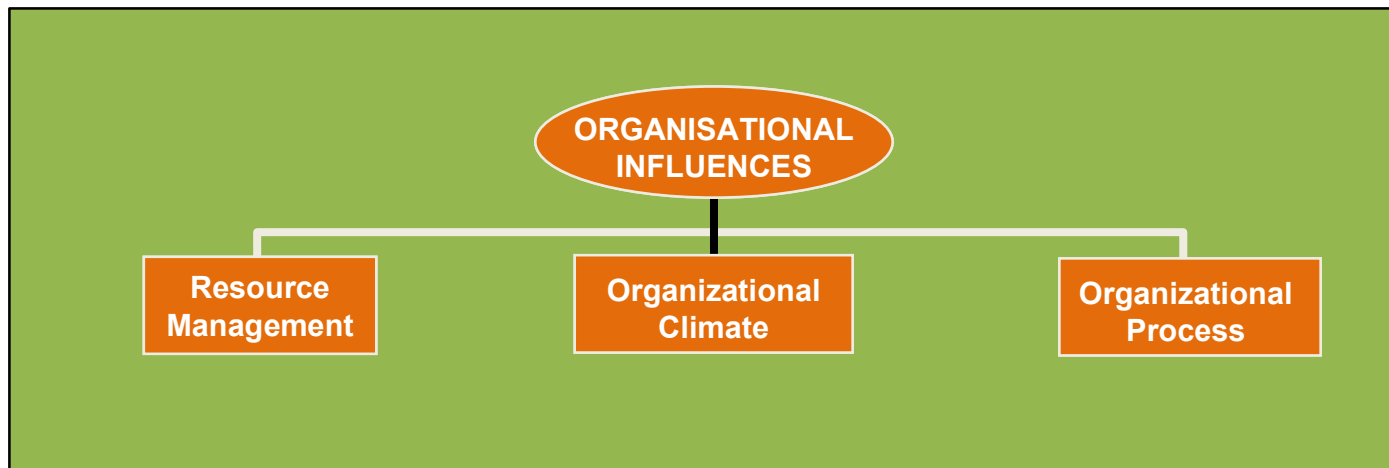 ORGANISATIONAL
INFLUENCES
Resource
Management
Organizational
Climate
Organizational
Process